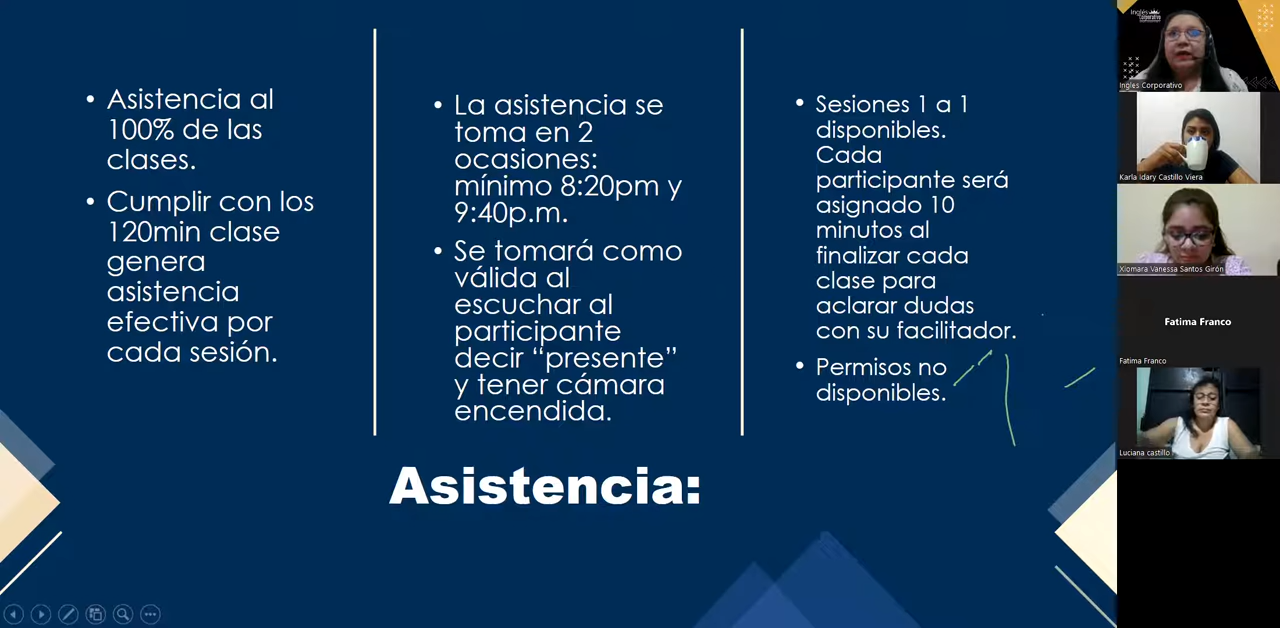 • Asistencia al
100% de las
clases.
• Cumplir con los
120min clase
genera
asistencia
efectiva por
cada sesión.
• La asistencia se
toma en 2
ocasiones:
mínimo 8:20pm y
9:40p.m.
• Se tomará como
válida al
escuchar al
participante
decir “presente”
y tener cámara
encendida.
• Sesiones 1 a 1
disponibles.
Cada
participante será
asignado 10
minutos al
finalizar cada
clase para
aclarar dudas
con su facilitador.
• Permisos no
disponibles.
Asistencia:
Inglés
Corporativo
Ingles Corporativo
Karla Idary Castillo Viera
Xiomara Vanessa Santos Girón
Fatima Franco
Fatima Franco
Luciana castillo